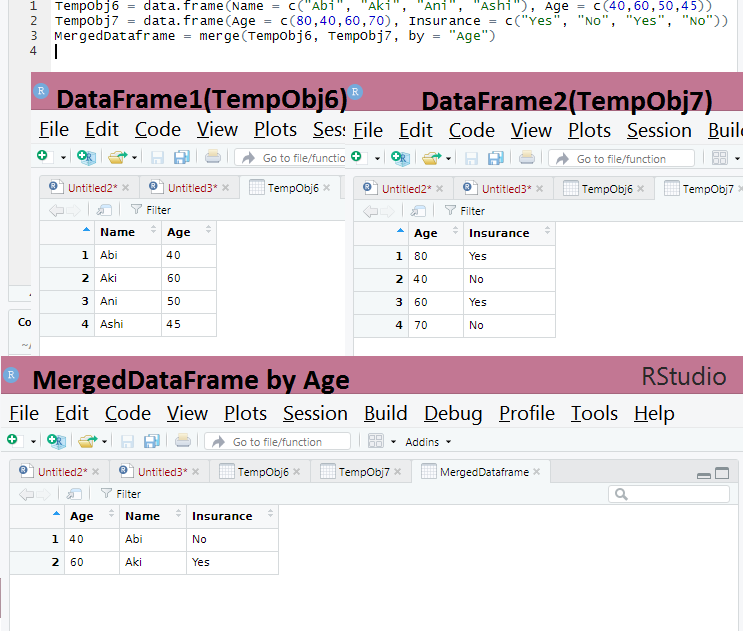 1 TempObj6 = data.frame(Name = c("Abi", "Aki", "Ani", "Ashi"), Age = c(40,60,50,45))
2 Tempobj7 = data.frame(Age = c(80,40,60,70), Insurance = c("Yes", "No", "Yes", "No"))
3 MergedDataframe = merge(TempObj6, TempObj7, by = "Age")
4
R DataFrame1(TempObj6)
File Edit Code View Plots Sess
Go to file/functio
Untitled2* × Untitled3* × TempObj6 ×
Filter
Name Age
1 Abi 40
2 Aki 60
3 Ani 50
4 Ashi 45
Co
~/
R DataFrame2(TempObj7)
File Edit Code View Plots Session Buil
Go to file/function
Untitled2* × Untitled3* × TempObj6 × TempObj7 ×
Filter
Age Insurance
1 80 Yes
2 40 No
3 60 Yes
4 70 No
R MergedDataFrame by Age RStudio
File Edit Code View Plots Session Build Debug Profile Tools Help
Go to file/function Addins
Untitled2* × Untitled3* × TempObj6 × TempObj7 × MergedDataframe ×
Filter
Age Name Insurance
1 40 Abi No
2 60 Aki Yes